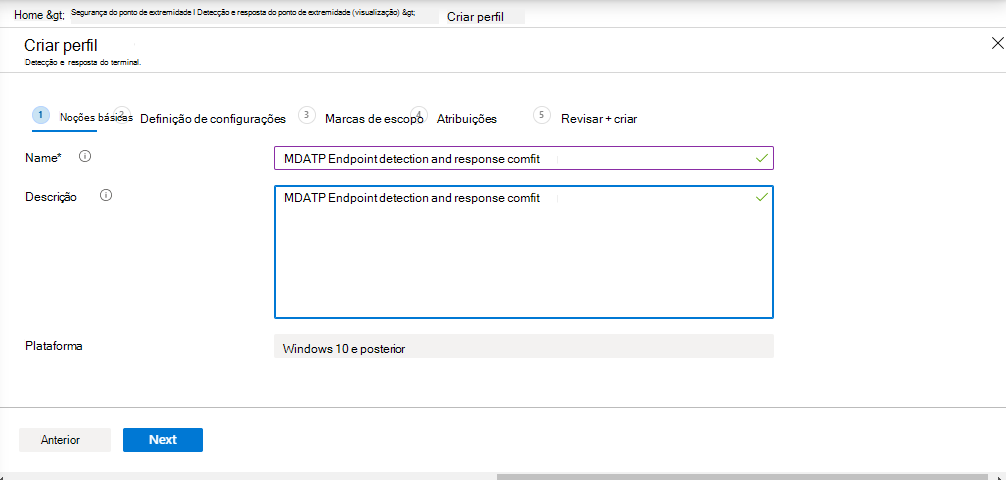 Home &gt; Segurança do ponto de extremidade | Detecção e resposta do ponto de extremidade (visualização) &gt; Criar perfil
Criar perfil
Detecção e resposta do terminal.
1 Noções básicas 2 Definição de configurações 3 Marcas de escopo 4 Atribuições 5 Revisar + criar
Name* MDATP Endpoint detection and response comfit
Descrição MDATP Endpoint detection and response comfit
Plataforma Windows 10 e posterior
Anterior Next